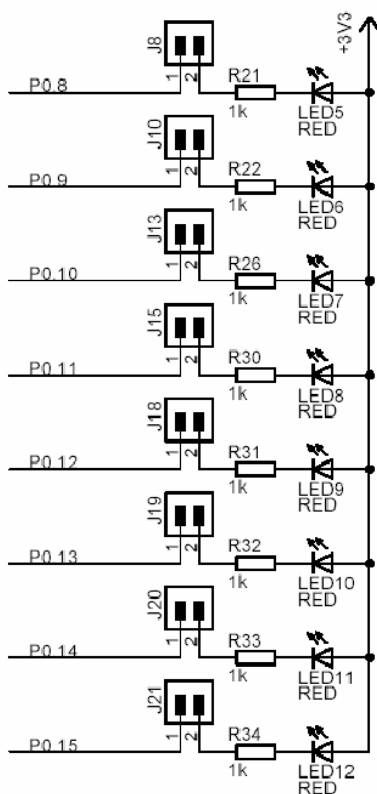 +3V3
J8
1 2
P0.8
R21
1k
LED5
RED
J10
1 2
P0.9
R22
1k
LED6
RED
J13
1 2
P0.10
R26
1k
LED7
RED
J15
1 2
P0.11
R30
1k
LED8
RED
J18
1 2
P0.12
R31
1k
LED9
RED
J19
1 2
P0.13
R32
1k
LED10
RED
J20
1 2
P0.14
R33
1k
LED11
RED
J21
1 2
P0.15
R34
1k
LED12
RED